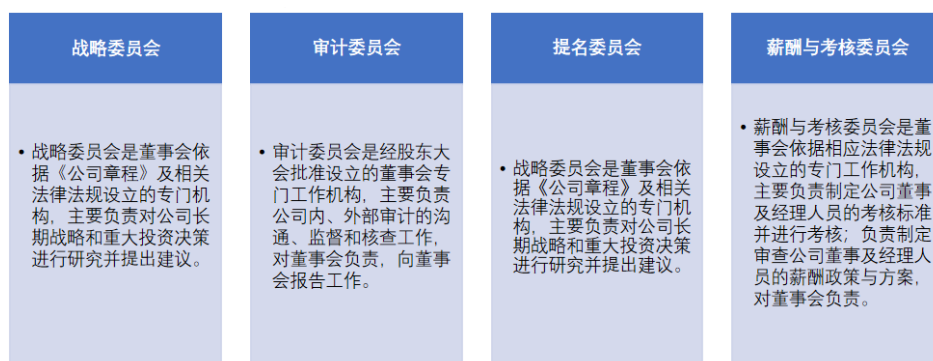 战略委员会
• 战略委员会是董事会依
据《公司章程》及相关
法律法规设立的专门机
构，主要负责对公司长
期战略和重大投资决策
进行研究并提出建议。
审计委员会
• 审计委员会是经股东大
会批准设立的董事会专
门工作机构，主要负责
公司内、外部审计的沟
通、监督和核查工作，
对董事会负责，向董事
会报告工作。
提名委员会
• 战略委员会是董事会依
据《公司章程》及相关
法律法规设立的专门机
构，主要负责对公司长
期战略和重大投资决策
进行研究并提出建议。
薪酬与考核委员会
• 薪酬与考核委员会是董
事会依据相应法律法规
设立的专门工作机构，
主要负责制定公司董事
及经理人员的考核标准
并进行考核；负责制定
审查公司董事及经理人
员的薪酬政策与方案，
对董事会负责。